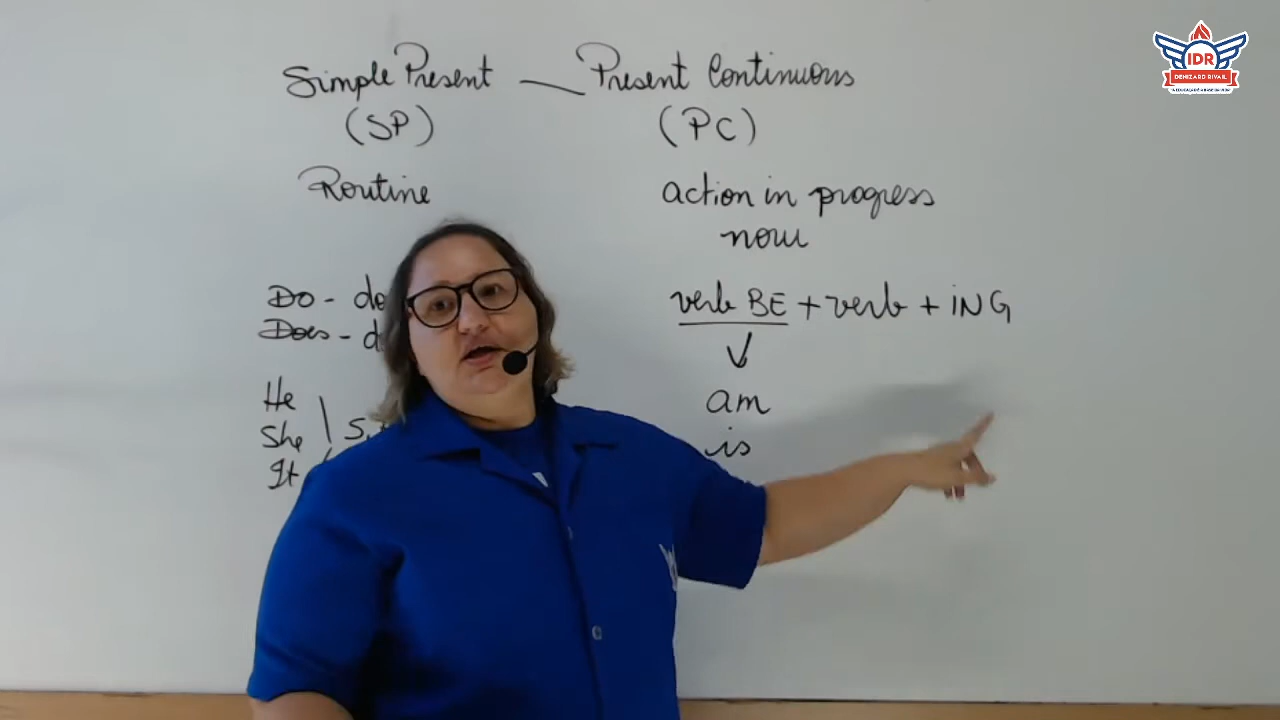 Simple Present — Present Continuous
(SP) (PC)
Routine action in progress
now
Do - do
Does - d
verb BE + verb + ING
am
is
He
She
It
S,
IDR
DENIZARD RIVAIL